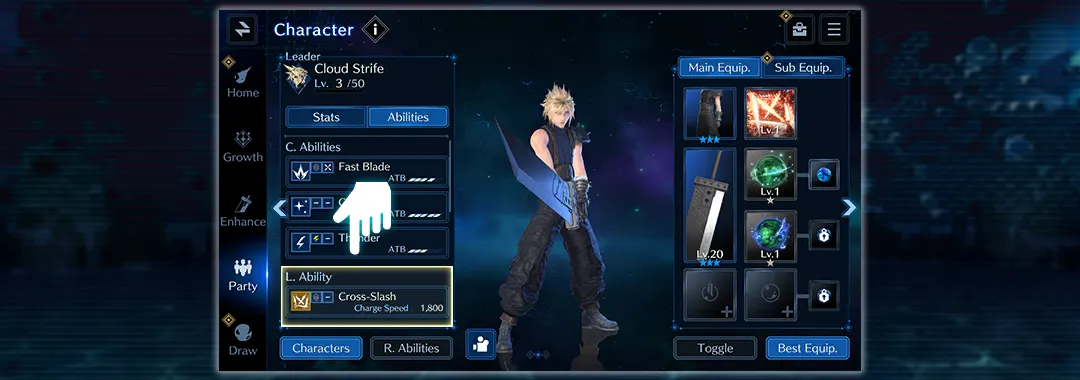 Character
i
Leader
Cloud Strife
Lv. 3 /50
Stats
Abilities
C. Abilities
Fast Blade
ATB
ATB
ATB
L. Ability
Cross-Slash
Charge Speed 1,800
Characters
R. Abilities
Home
Growth
Enhance
Party
Draw
Main Equip.
Sub Equip.
Lv.1
Lv.1
Lv.20
Lv.1
Toggle
Best Equip.